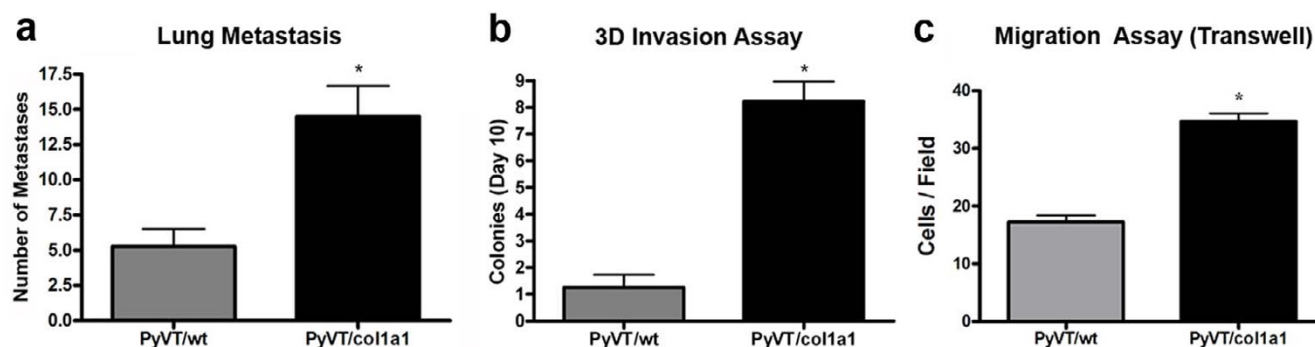 a
Lung Metastasis
Number of Metastases
17.5
15.0
12.5
10.0
7.5
5.0
2.5
0.0
*
PyVT/wt
PyVT/col1a1
b
3D Invasion Assay
Colonies (Day 10)
9
8
7
6
5
4
3
2
1
0
*
PyVT/wt
PyVT/col1a1
c
Migration Assay (Transwell)
Cells / Field
40
30
20
10
0
*
PyVT/wt
PyVT/col1a1